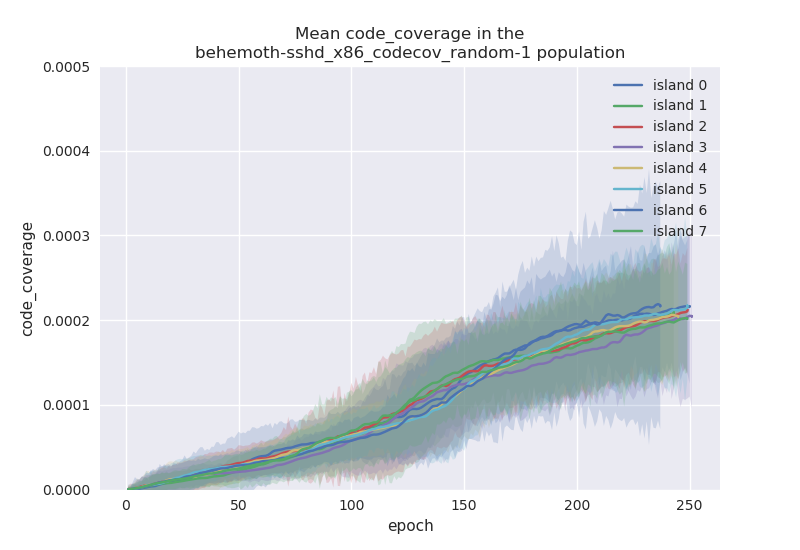 Mean code_coverage in the
behemoth-sshd_x86_codecov_random-1 population
0.0005
0.0004
0.0003
0.0002
0.0001
0.0000
code_coverage
island 0
island 1
island 2
island 3
island 4
island 5
island 6
island 7
0
50
100
150
200
250
epoch